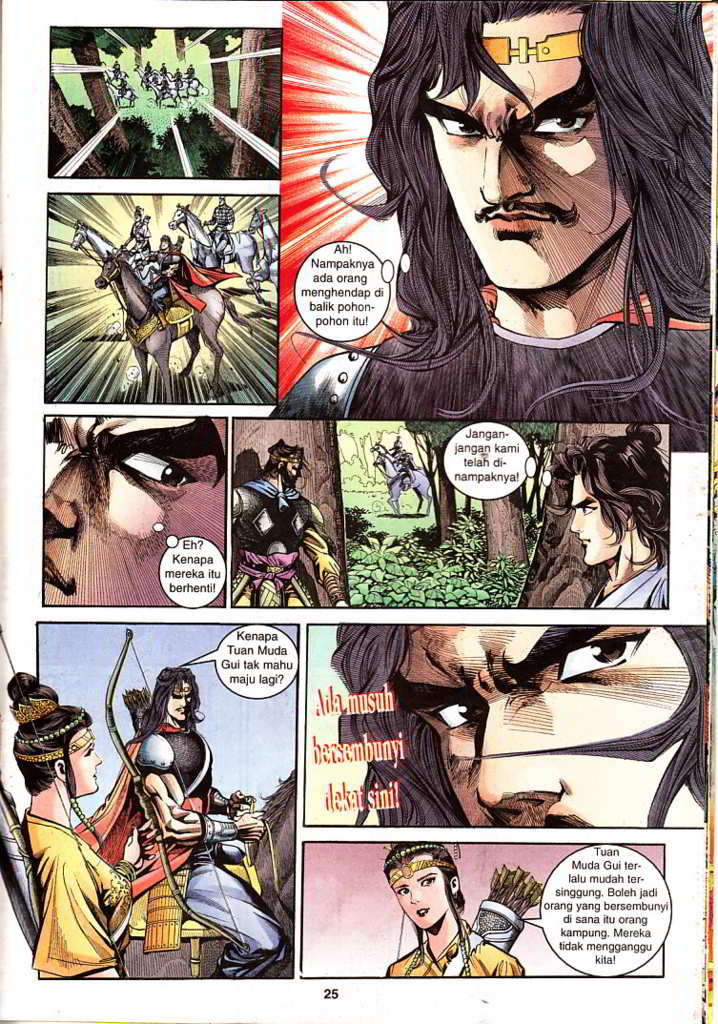 Ah!
Nampaknya
ada orang
menghendap di
balik pohon-
pohon itu!
Eh?
Kenapa
mereka itu
berhenti!
Jangan-
jangan kami
telah di-
nampaknya!
Kenapa
Tuan Muda
Gui tak mahu
maju lagi?
Ada musuh
bersembunyi
dekat sini!
Tuan
Muda Gui ter-
lalu mudah ter-
singgung. Boleh jadi
orang yang bersembunyi
di sana itu orang
kampung. Mereka
tidak mengganggu
kita!
25